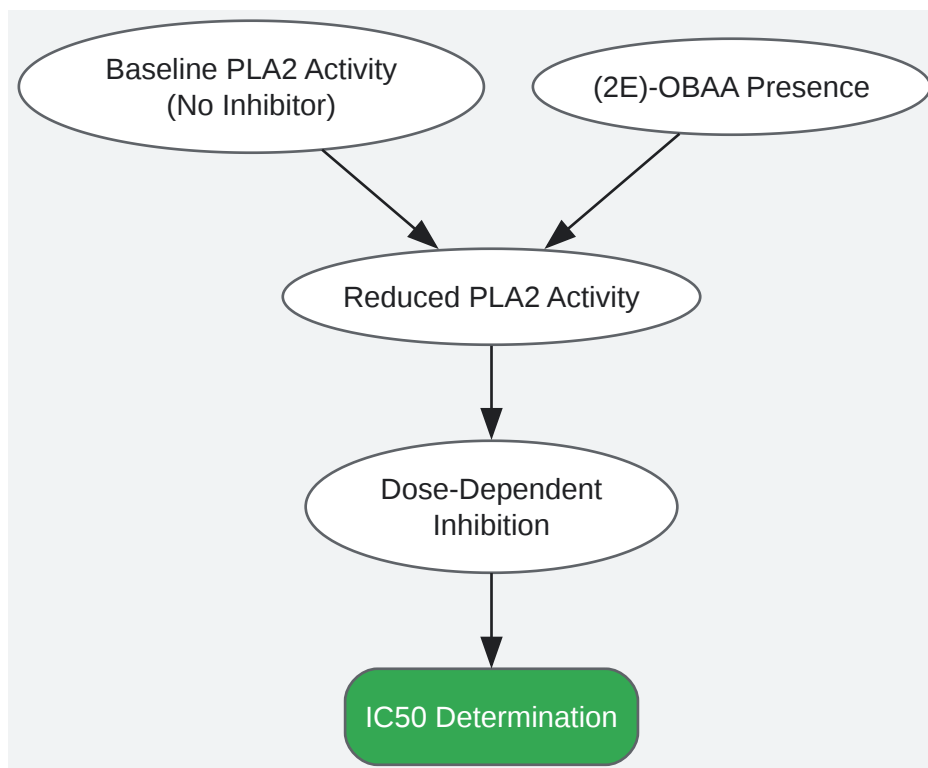 Baseline PLA2 Activity
(No Inhibitor)
(2E)-OBAA Presence
Reduced PLA2 Activity
Dose-Dependent
Inhibition
IC50 Determination